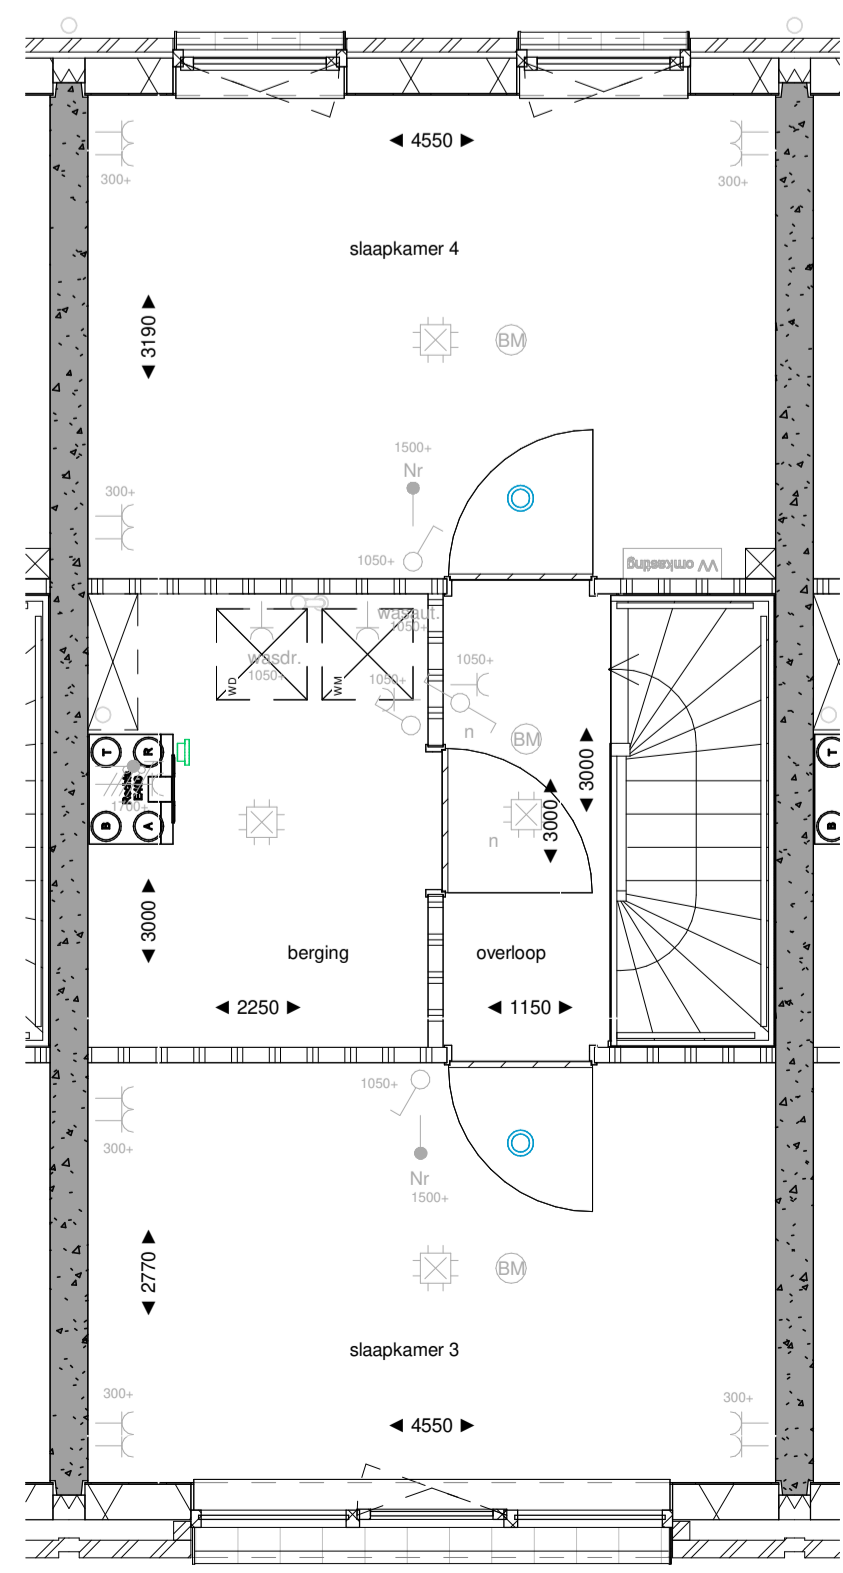 ◄ 4550 ►
300+
300+
slaapkamer 4
◄ 3190 ►
BM
1500+
Nr
300+
1050+
VV omkasting
wasaut.
1050+
wasdr.
1050+
1050+
1050+
WD
WM
n
BM
T
R
T
1700+
B
A
B
◄ 3000 ►
◄ 3000 ►
n
◄ 3000 ►
berging
overloop
◄ 2250 ►
◄ 1150 ►
1050+
300+
Nr
1500+
◄ 2770 ►
BM
slaapkamer 3
300+
300+
◄ 4550 ►